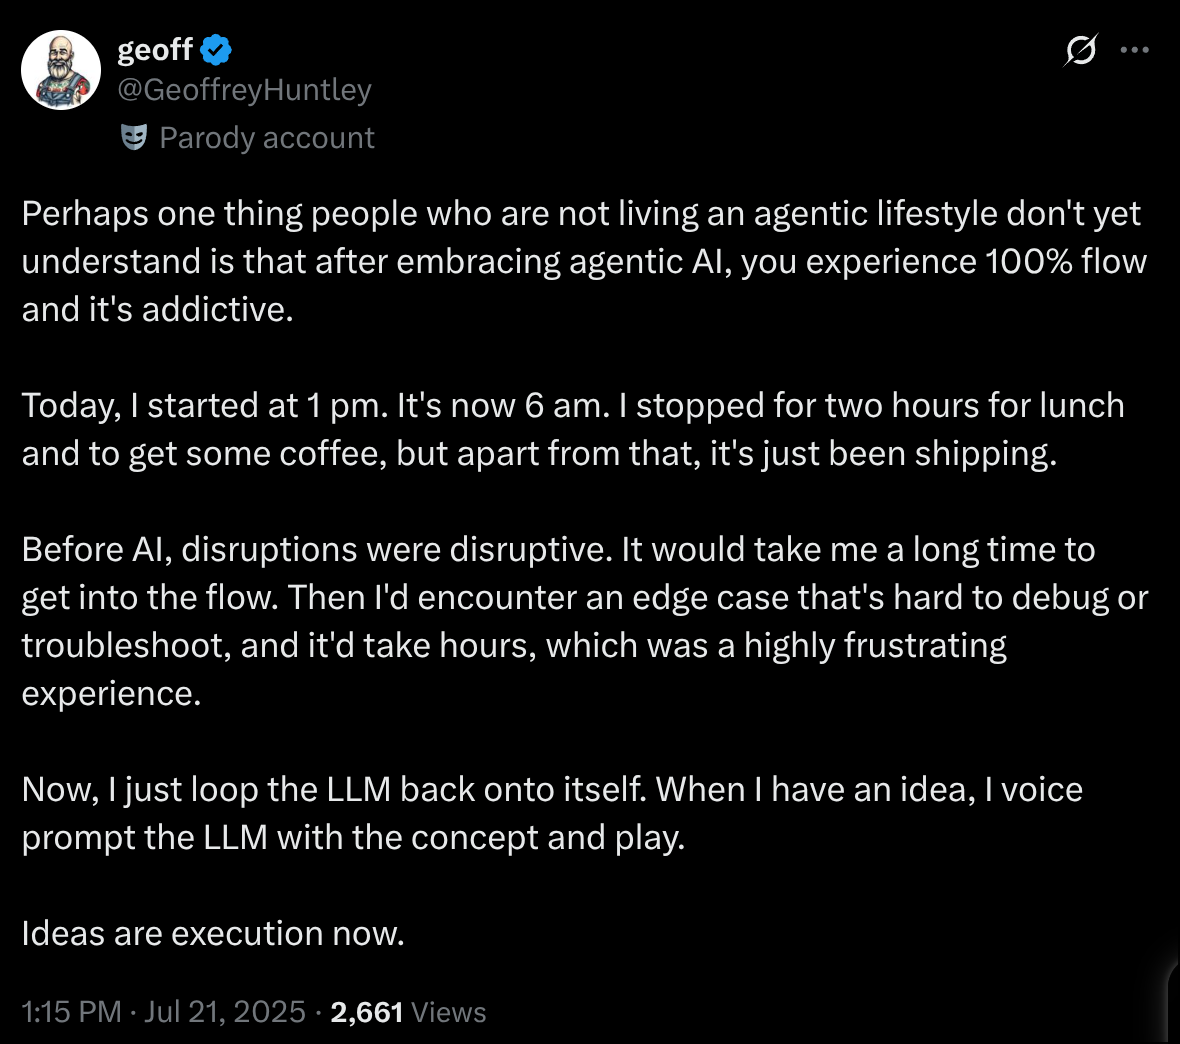 geoff
@GeoffreyHuntley
Parody account
Perhaps one thing people who are not living an agentic lifestyle don't yet
understand is that after embracing agentic AI, you experience 100% flow
and it's addictive.
Today, I started at 1 pm. It's now 6 am. I stopped for two hours for lunch
and to get some coffee, but apart from that, it's just been shipping.
Before AI, disruptions were disruptive. It would take me a long time to
get into the flow. Then I'd encounter an edge case that's hard to debug or
troubleshoot, and it'd take hours, which was a highly frustrating
experience.
Now, I just loop the LLM back onto itself. When I have an idea, I voice
prompt the LLM with the concept and play.
Ideas are execution now.
1:15 PM · Jul 21, 2025 · 2,661 Views